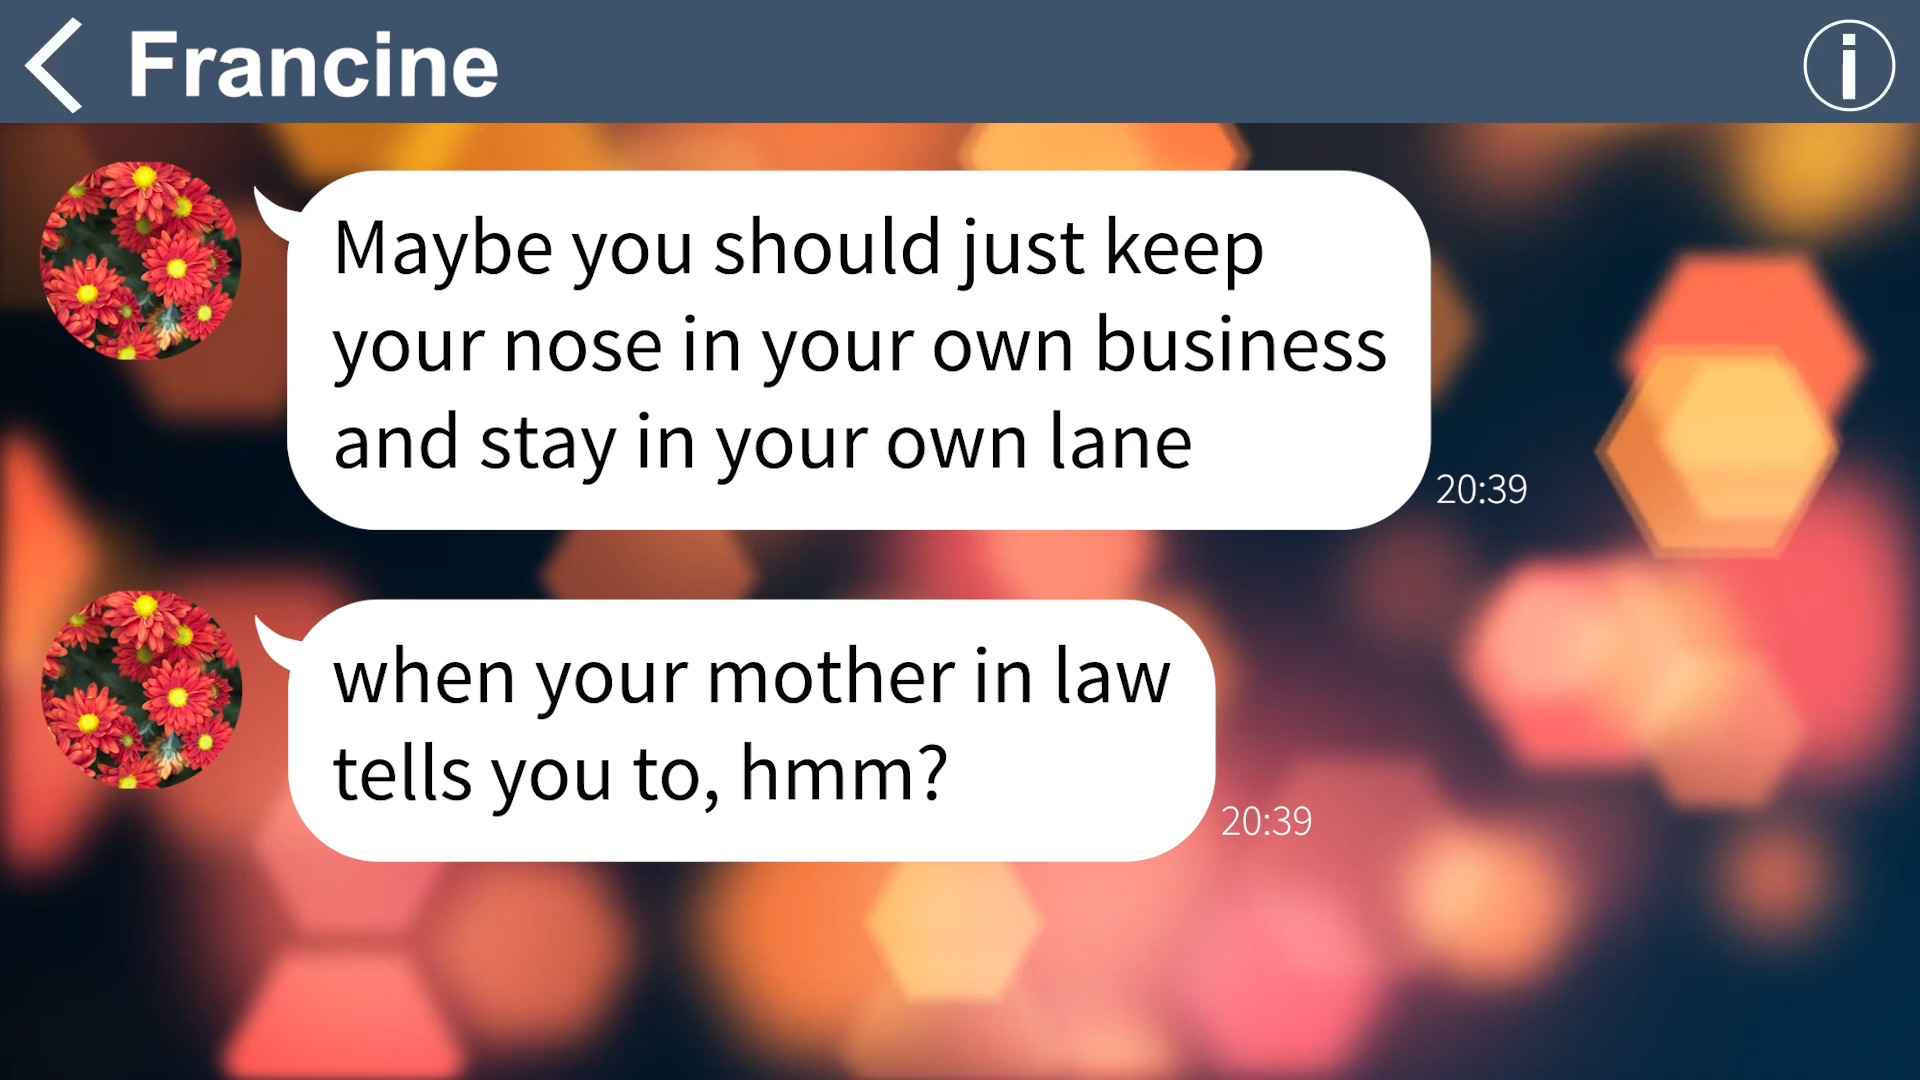 Francine
Maybe you should just keep
your nose in your own business
and stay in your own lane
20:39
when your mother in law
tells you to, hmm?
20:39